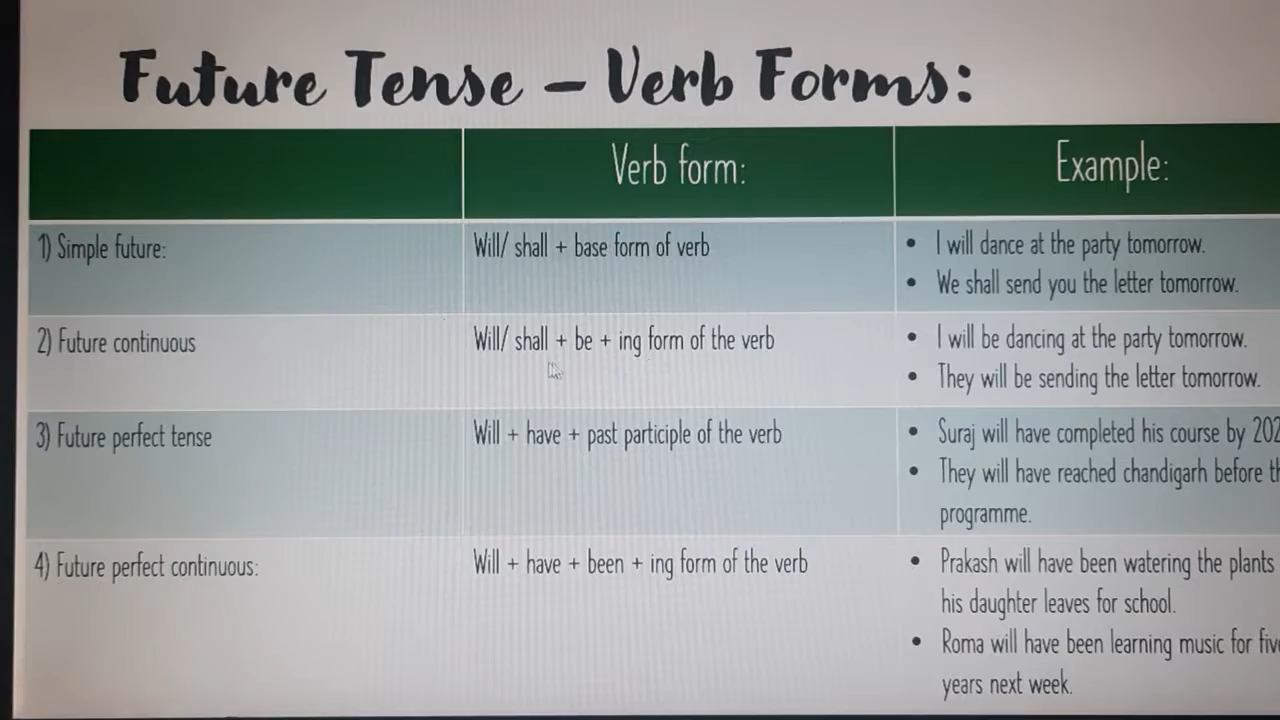 Future Tense – Verb Forms:
Verb form:
Example:
1) Simple future:
Will/ shall + base form of verb
• I will dance at the party tomorrow.
• We shall send you the letter tomorrow.
2) Future continuous
Will/ shall + be + ing form of the verb
• I will be dancing at the party tomorrow.
• They will be sending the letter tomorrow.
3) Future perfect tense
Will + have + past participle of the verb
• Suraj will have completed his course by
• They will have reached chandigarh before
programme.
4) Future perfect continuous:
Will + have + been + ing form of the verb
• Prakash will have been watering the plants
his daughter leaves for school.
• Roma will have been learning music for
years next week.